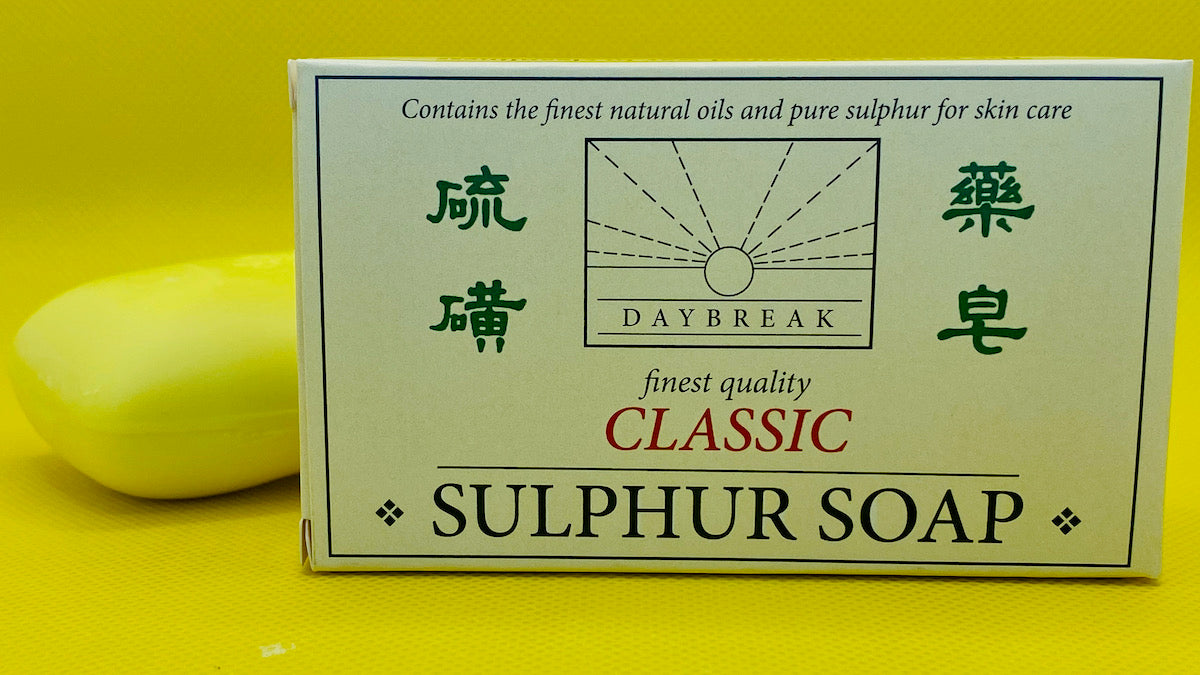 Contains the finest natural oils and pure sulphur for skin care
硫磺
藥皂
DAYBREAK
finest quality
CLASSIC
SULPHUR SOAP